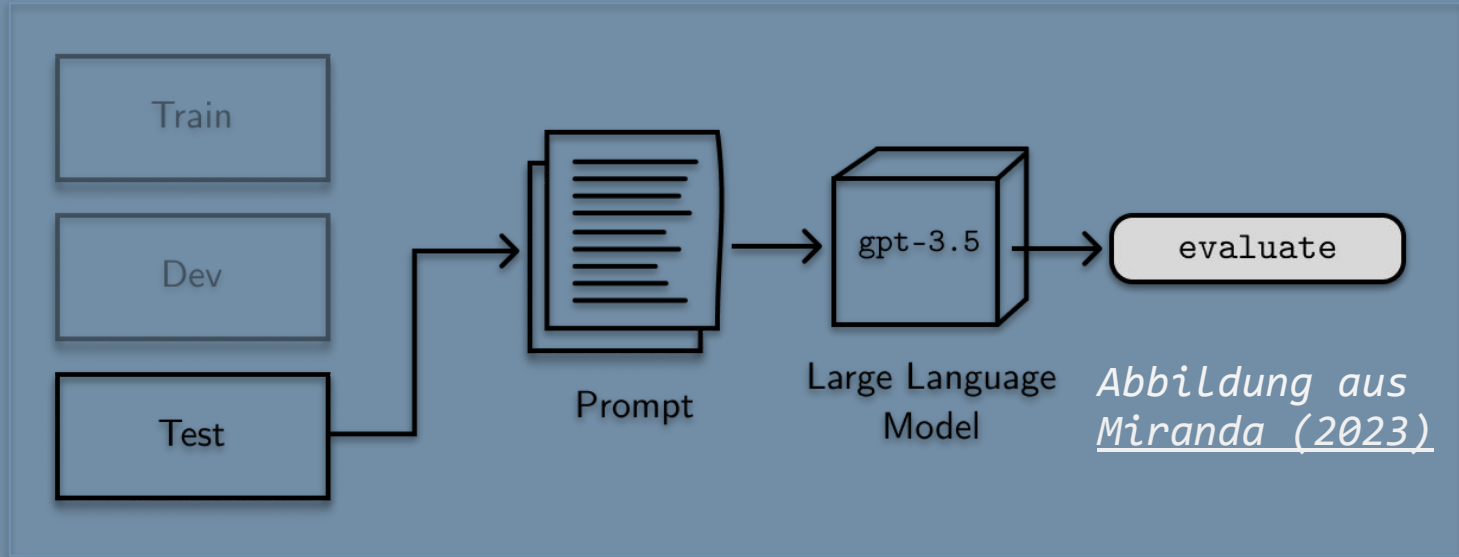 Train
Dev
Test
Prompt
gpt-3.5
Large Language
Model
evaluate
Abbildung aus
Miranda (2023)